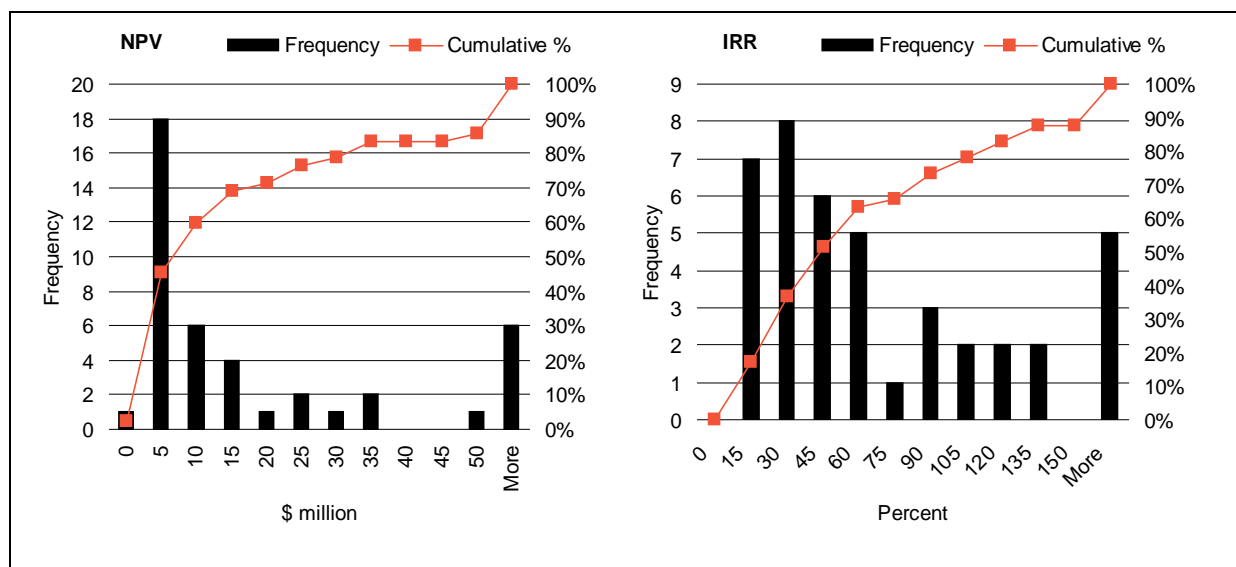 NPV Frequency Cumulative %
20 100%
18 90%
16 80%
14 70%
12 60%
10 50%
8 40%
6 30%
4 20%
2 10%
0 0%
Frequency
0 5 10 15 20 25 30 35 40 45 50 More
$ million
IRR Frequency Cumulative %
9 100%
8 90%
7 80%
6 70%
5 60%
4 50%
3 40%
2 30%
1 20%
0 10%
0%
Frequency
0 15 30 45 60 75 90 105 120 135 150 More
Percent